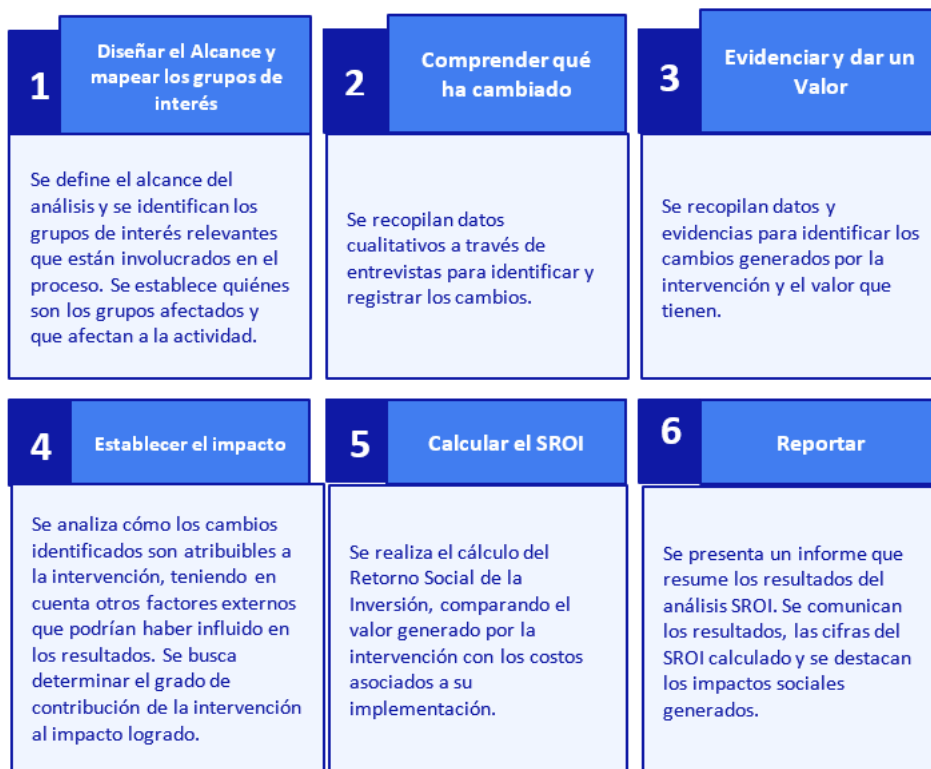 1
Diseñar el Alcance y
mapear los grupos de
interés
Se define el alcance del
análisis y se identifican los
grupos de interés relevantes
que están involucrados en el
proceso. Se establece quiénes
son los grupos afectados y
que afectan a la actividad.
2
Comprender qué
ha cambiado
Se recopilan datos
cualitativos a través de
entrevistas para identificar y
registrar los cambios.
3
Evidenciar y dar un
Valor
Se recopilan datos y
evidencias para identificar los
cambios generados por la
intervención y el valor que
tienen.
4
Establecer el impacto
Se analiza cómo los cambios
identificados son atribuibles a
la intervención, teniendo en
cuenta otros factores externos
que podrían haber influido en
los resultados. Se busca
determinar el grado de
contribución de la intervención
al impacto logrado.
5
Calcular el SROI
Se realiza el cálculo del
Retorno Social de la
Inversión, comparando el
valor generado por la
intervención con los costos
asociados a su
implementación.
6
Reportar
Se presenta un informe que
resume los resultados del
análisis SROI. Se comunican
los resultados, las cifras del
SROI calculado y se destacan
los impactos sociales
generados.